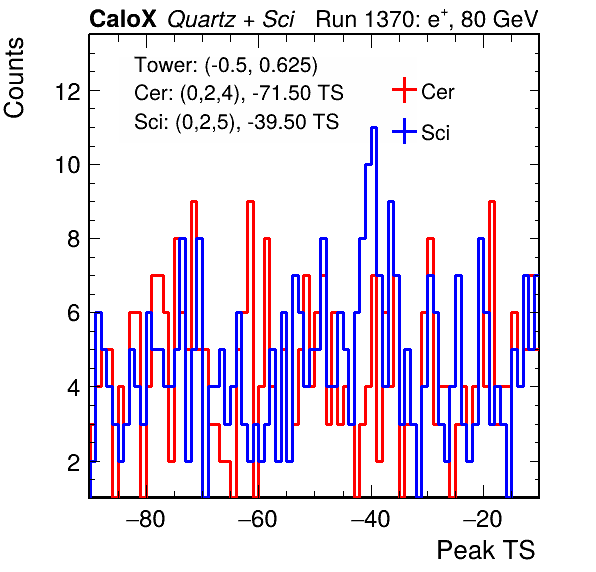 CaloX Quartz + Sci Run 1370: e+, 80 GeV
Counts
Tower: (-0.5, 0.625)
Cer: (0,2,4), -71.50 TS
Sci: (0,2,5), -39.50 TS
Cer
Sci
12
10
8
6
4
2
−80 −60 −40 −20
Peak TS